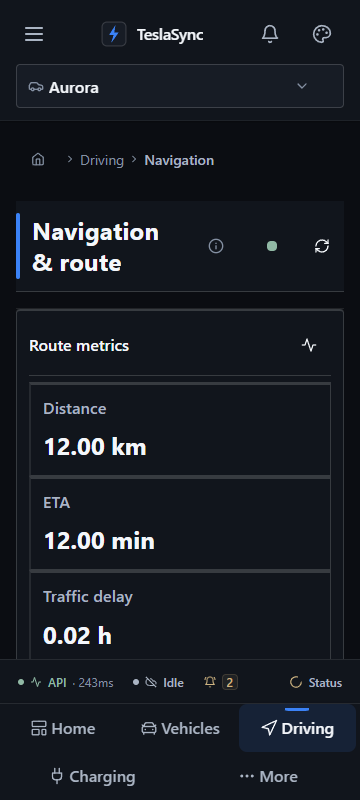 TeslaSync
Aurora
Driving
Navigation
Navigation
& route
Route metrics
Distance
12.00 km
ETA
12.00 min
Traffic delay
0.02 h
API · 243ms
Idle
2
Status
Home
Vehicles
Driving
Charging
More